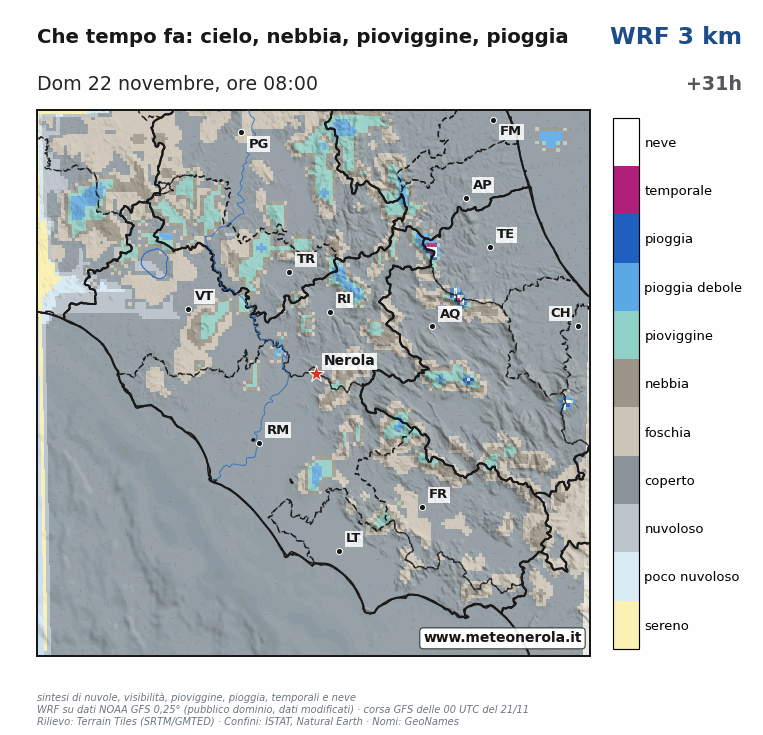 Che tempo fa: cielo, nebbia, pioviggine, pioggia
WRF 3 km
Dom 22 novembre, ore 08:00
+31h
PG
FM
AP
TE
TR
RI
VT
AQ
CH
Nerola
RM
FR
LT
www.meteonerola.it
neve
temporale
pioggia
pioggia debole
pioviggine
nebbia
foschia
coperto
nuvoloso
poco nuvoloso
sereno
sintesi di nuvole, visibilità, pioviggine, pioggia, temporali e neve
WRF su dati NOAA GFS 0,25° (pubblico dominio, dati modificati) · corsa GFS delle 00 UTC del 21/11
Rilievo: Terrain Tiles (SRTM/GMTED) · Confini: ISTAT, Natural Earth · Nomi: GeoNames